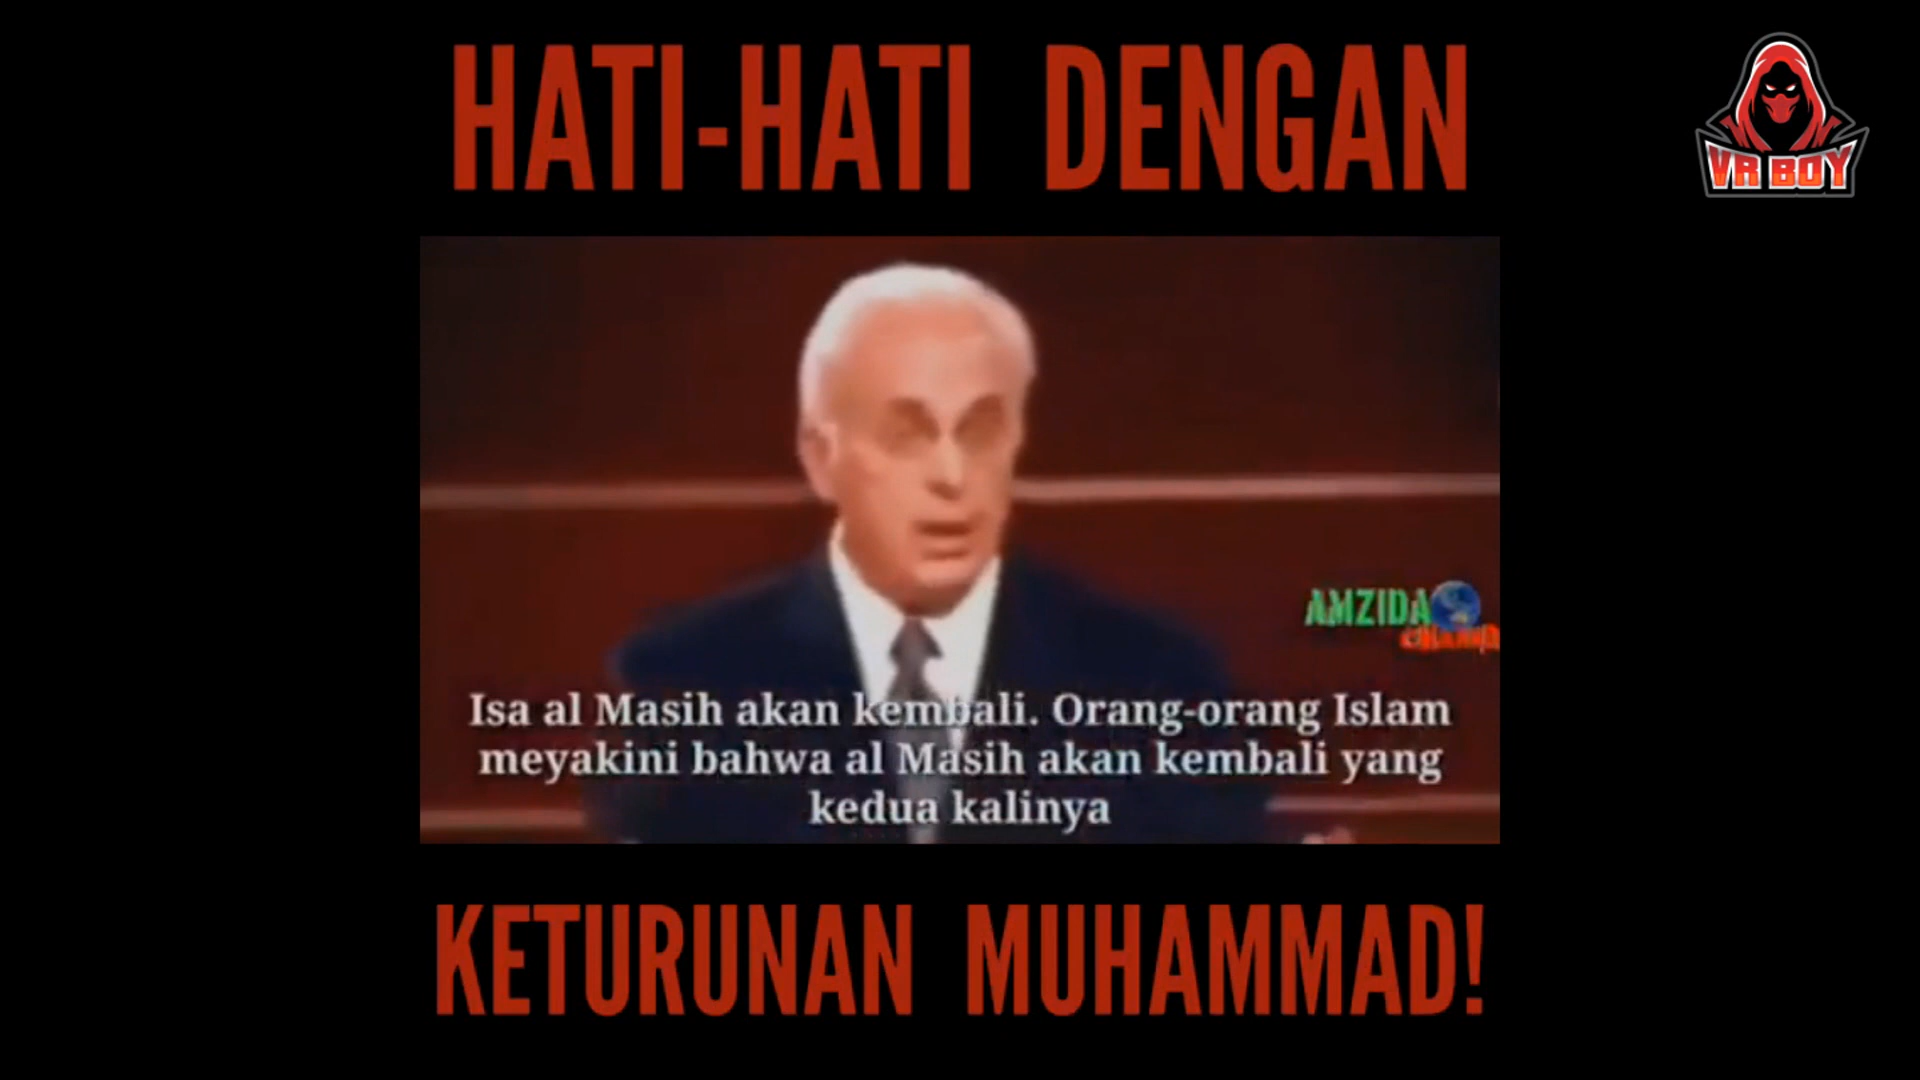 HATI-HATI DENGAN
VR BOY
AMZIDA
Isa al Masih akan kembali. Orang-orang Islam
meyakini bahwa al Masih akan kembali yang
kedua kalinya
KETURUNAN MUHAMMAD!